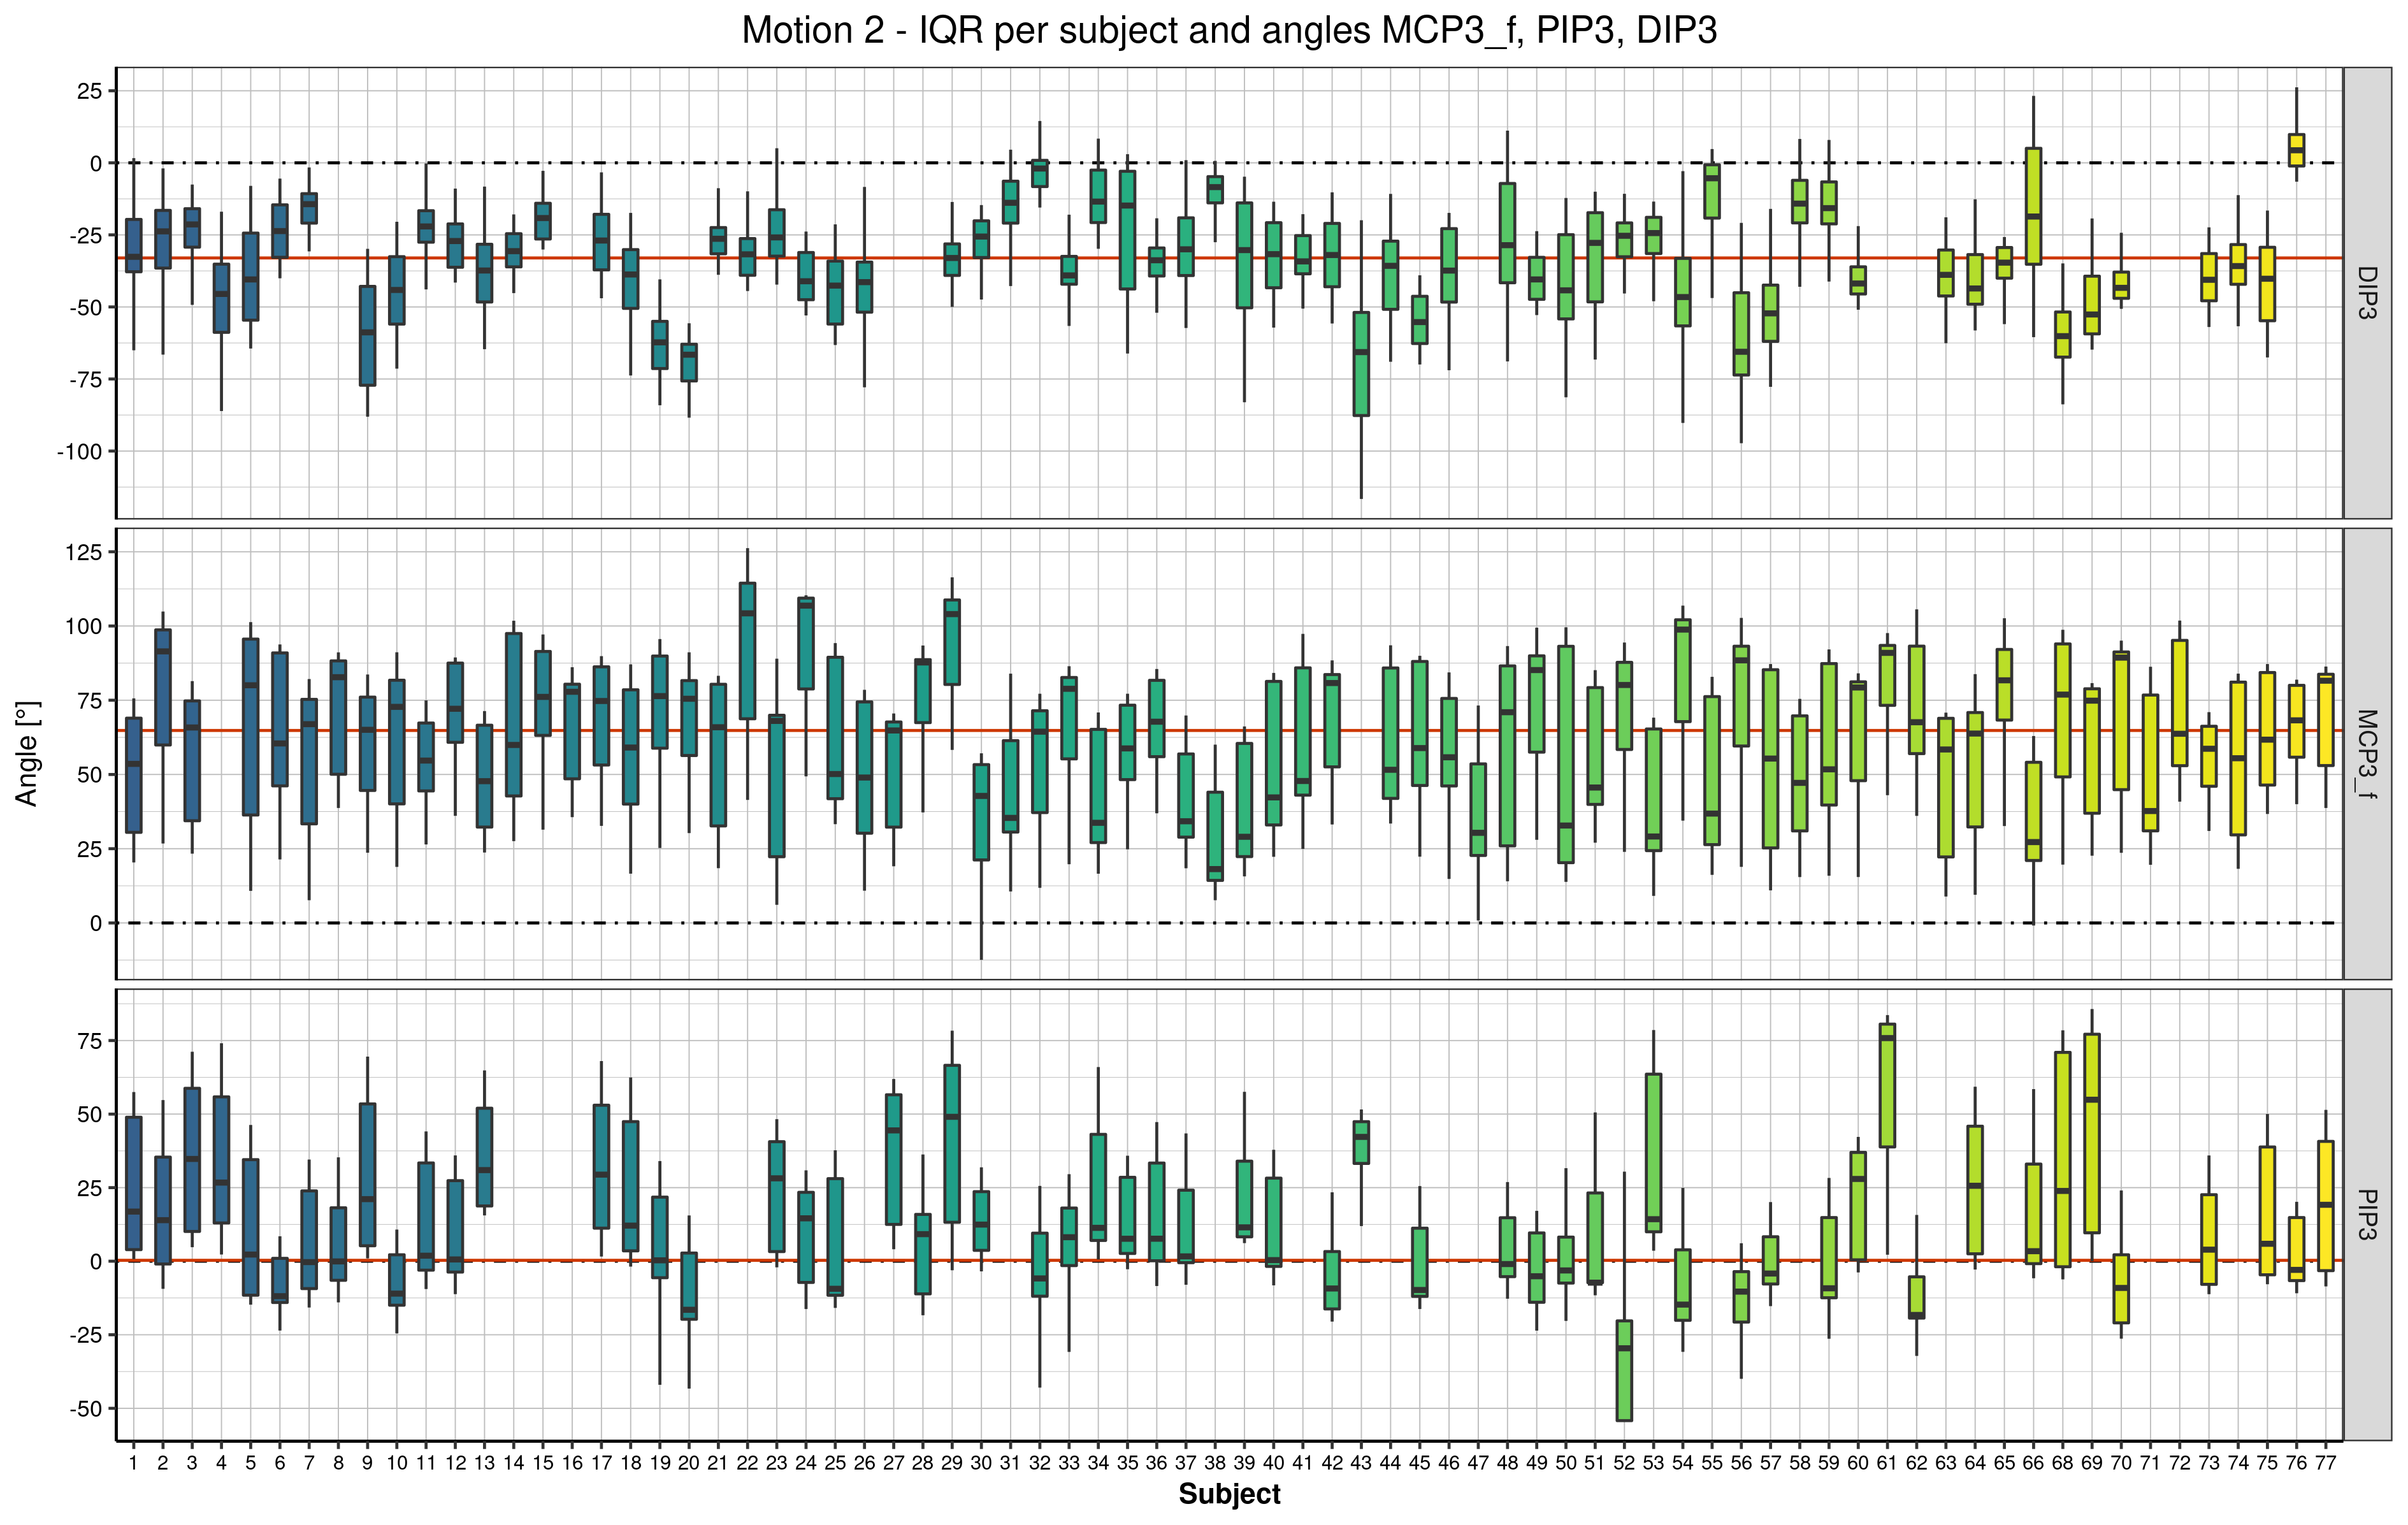 Motion 2 - IQR per subject and angles MCP3_f, PIP3, DIP3
25
0
-25
-50
-75
-100
DIP3
125
100
75
50
25
0
MCP3_f
75
50
25
0
-25
-50
PIP3
Angle [°]
1 2 3 4 5 6 7 8 9 10 11 12 13 14 15 16 17 18 19 20 21 22 23 24 25 26 27 28 29 30 31 32 33 34 35 36 37 38 39 40 41 42 43 44 45 46 47 48 49 50 51 52 53 54 55 56 57 58 59 60 61 62 63 64 65 66 68 69 70 71 72 73 74 75 76 77
Subject